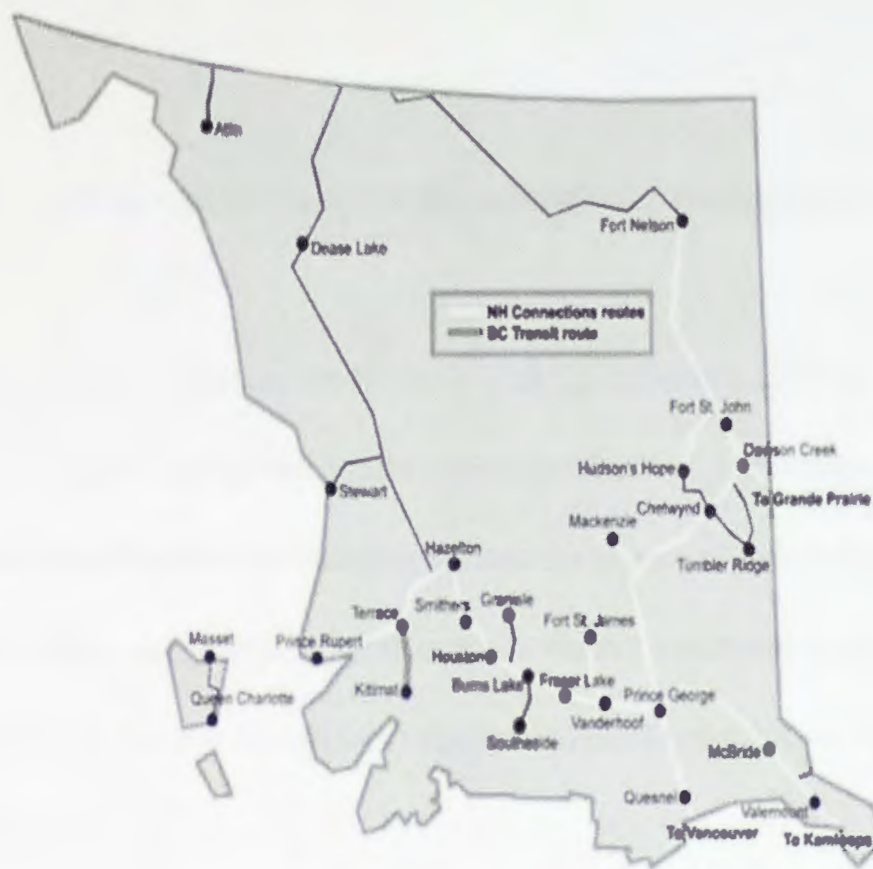 Atlin
Fort Nelson
Dease Lake
NH Connections routes
BC Transit route
Fort St. John
Dawson Creek
Hudson's Hope
To Grande Prairie
Stewart
Chetwynd
Mackenzie
Hazelton
Tumbler Ridge
Smithers
Granisle
Terrace
Fort St. James
Masset
Prince Rupert
Houston
Burns Lake
Fraser Lake
Kitimat
Queen Charlotte
Prince George
Vanderhoof
Southside
McBride
Quesnel
Valemount
To Vancouver
To Kamloops